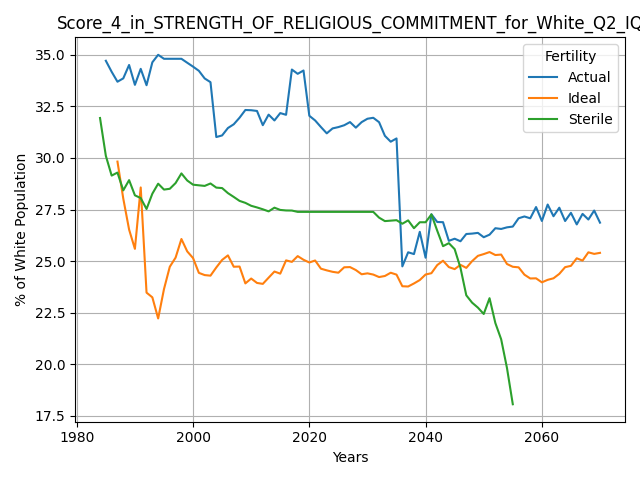 Score_4_in_STRENGTH_OF_RELIGIOUS_COMMITMENT_for_White_Q2_IQ
% of White Population
35.0
32.5
30.0
27.5
25.0
22.5
20.0
17.5
Fertility
Actual
Ideal
Sterile
1980
2000
2020
2040
2060
Years